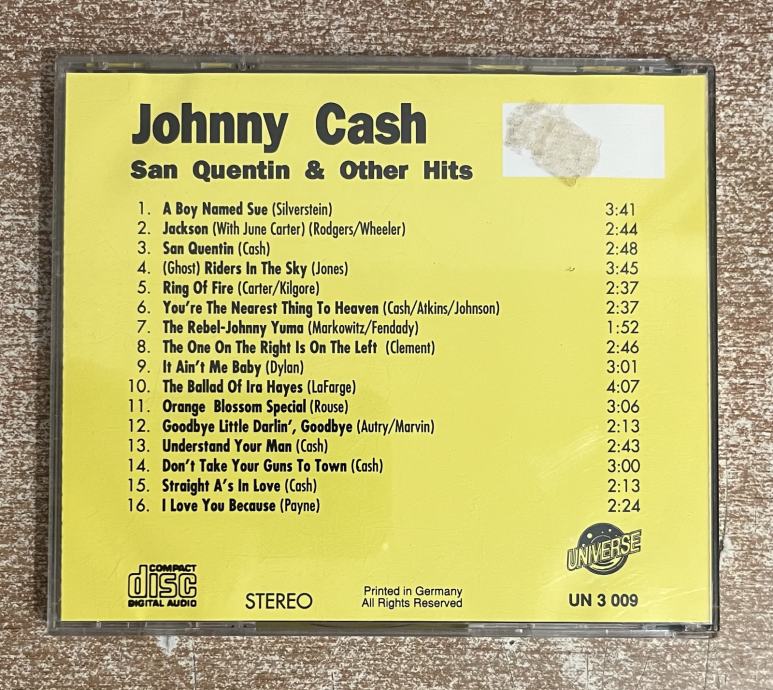 Johnny Cash
San Quentin & Other Hits
1. A Boy Named Sue (Silverstein) 3:41
2. Jackson (With June Carter) (Rodgers/Wheeler) 2:44
3. San Quentin (Cash) 2:48
4. (Ghost) Riders In The Sky (Jones) 3:45
5. Ring Of Fire (Carter/Kilgore) 2:37
6. You're The Nearest Thing To Heaven (Cash/Atkins/Johnson) 2:37
7. The Rebel-Johnny Yuma (Markowitz/Fendady) 1:52
8. The One On The Right Is On The Left (Clement) 2:46
9. It Ain't Me Baby (Dylan) 3:01
10. The Ballad Of Ira Hayes (LaFarge) 4:07
11. Orange Blossom Special (Rouse) 3:06
12. Goodbye Little Darlin', Goodbye (Autry/Marvin) 2:13
13. Understand Your Man (Cash) 2:43
14. Don't Take Your Guns To Town (Cash) 3:00
15. Straight A's In Love (Cash) 2:13
16. I Love You Because (Payne) 2:24
UNIVERSE
COMPACT
disc
DIGITAL AUDIO
STEREO
Printed in Germany
All Rights Reserved
UN 3 009